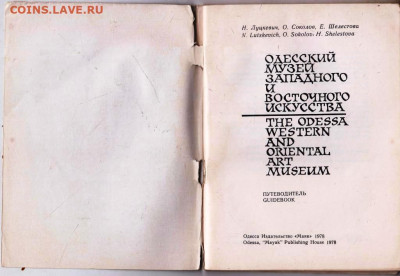 coins.lave.ru
Н. Луцкевич, О. Соколов, Е. Шелестова
N. Lutskevich, O. Sokolov, H. Shelestova
ОДЕССКИЙ
МУЗЕЙ
ЗАПАДНОГО
И
ВОСТОЧНОГО
ИСКУССТВА
THE ODESSA
WESTERN
AND
ORIENTAL
ART
MUSEUM
ПУТЕВОДИТЕЛЬ
GUIDEBOOK
Одесса Издательство «Маяк» 1978
Odessa, "Mayak" Publishing House 1978